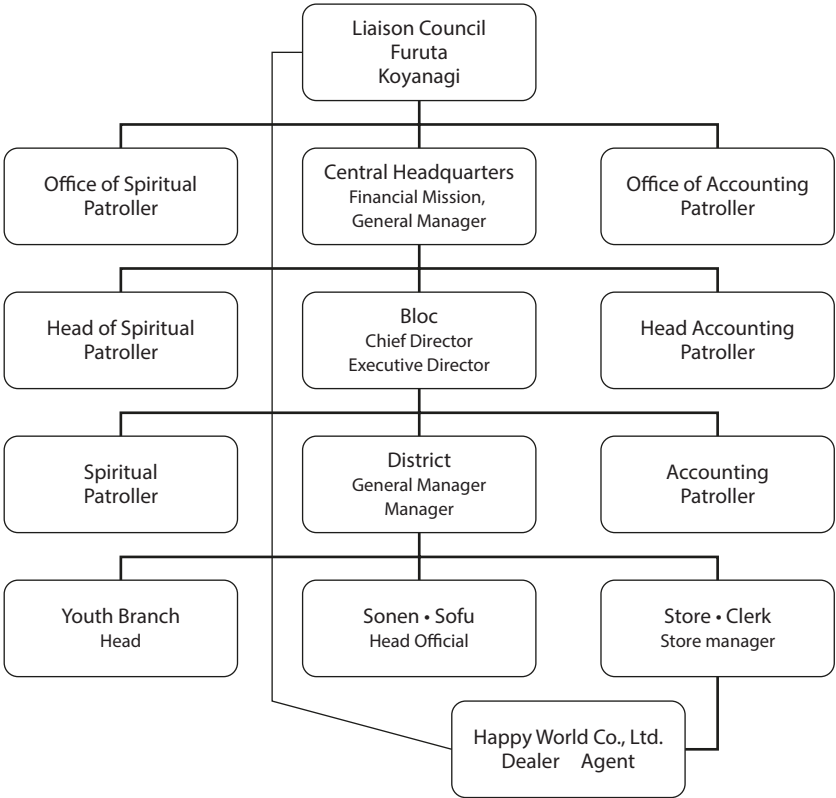 Liaison Council
Furuta
Koyanagi
Office of Spiritual
Patroller
Central Headquarters
Financial Mission,
General Manager
Office of Accounting
Patroller
Head of Spiritual
Patroller
Bloc
Chief Director
Executive Director
Head Accounting
Patroller
Spiritual
Patroller
District
General Manager
Manager
Accounting
Patroller
Youth Branch
Head
Sonen • Sofu
Head Official
Store • Clerk
Store manager
Happy World Co., Ltd.
Dealer Agent